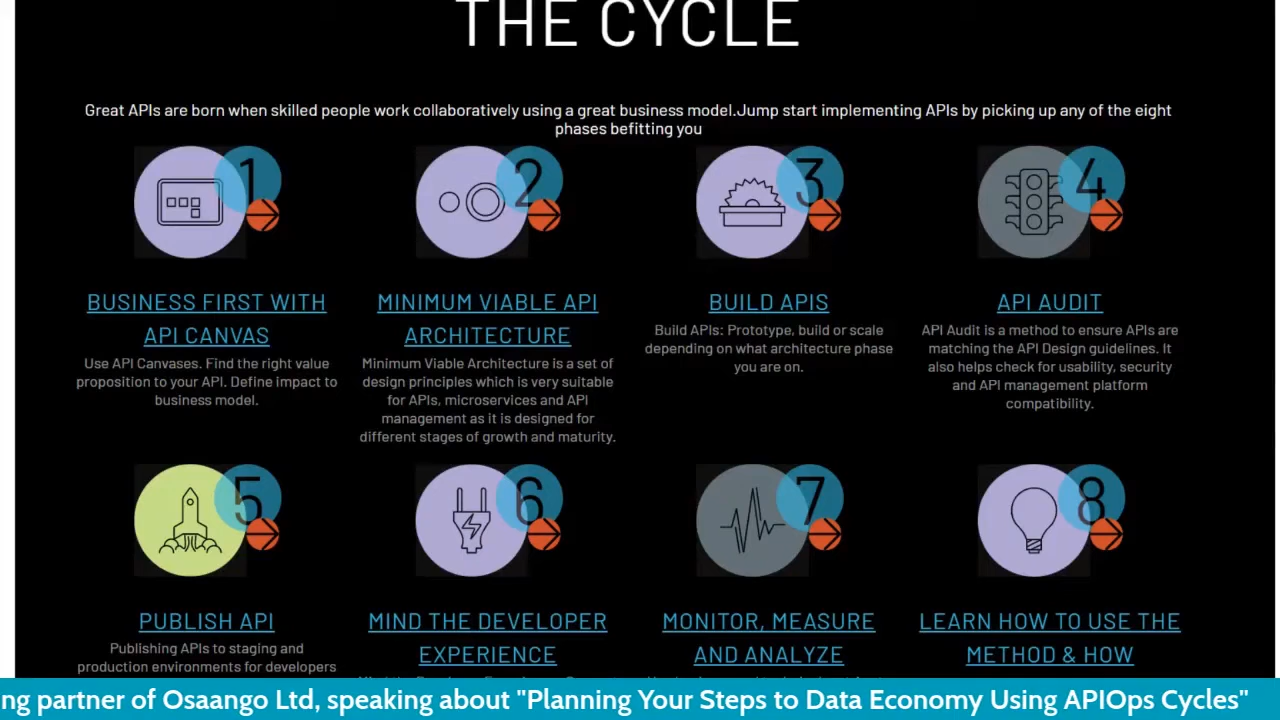 THE CYCLE
Great APIs are born when skilled people work collaboratively using a great business model.Jump start implementing APIs by picking up any of the eight
phases befitting you
1
2
3
4
BUSINESS FIRST WITH
API CANVAS
Use API Canvases. Find the right value
proposition to your API. Define impact to
business model.
MINIMUM VIABLE API
ARCHITECTURE
Minimum Viable Architecture is a set of
design principles which is very suitable
for APIs, microservices and API
management as it is designed for
different stages of growth and maturity.
BUILD APIS
Build APIs: Prototype, build or scale
depending on what architecture phase
you are on.
API AUDIT
API Audit is a method to ensure APIs are
matching the API Design guidelines. It
also helps check for usability, security
and API management platform
compatibility.
5
6
7
8
PUBLISH API
Publishing APIs to staging and
production environments for developers
MIND THE DEVELOPER
EXPERIENCE
MONITOR, MEASURE
AND ANALYZE
LEARN HOW TO USE THE
METHOD & HOW
ng partner of Osaango Ltd, speaking about "Planning Your Steps to Data Economy Using APIOps Cycles"